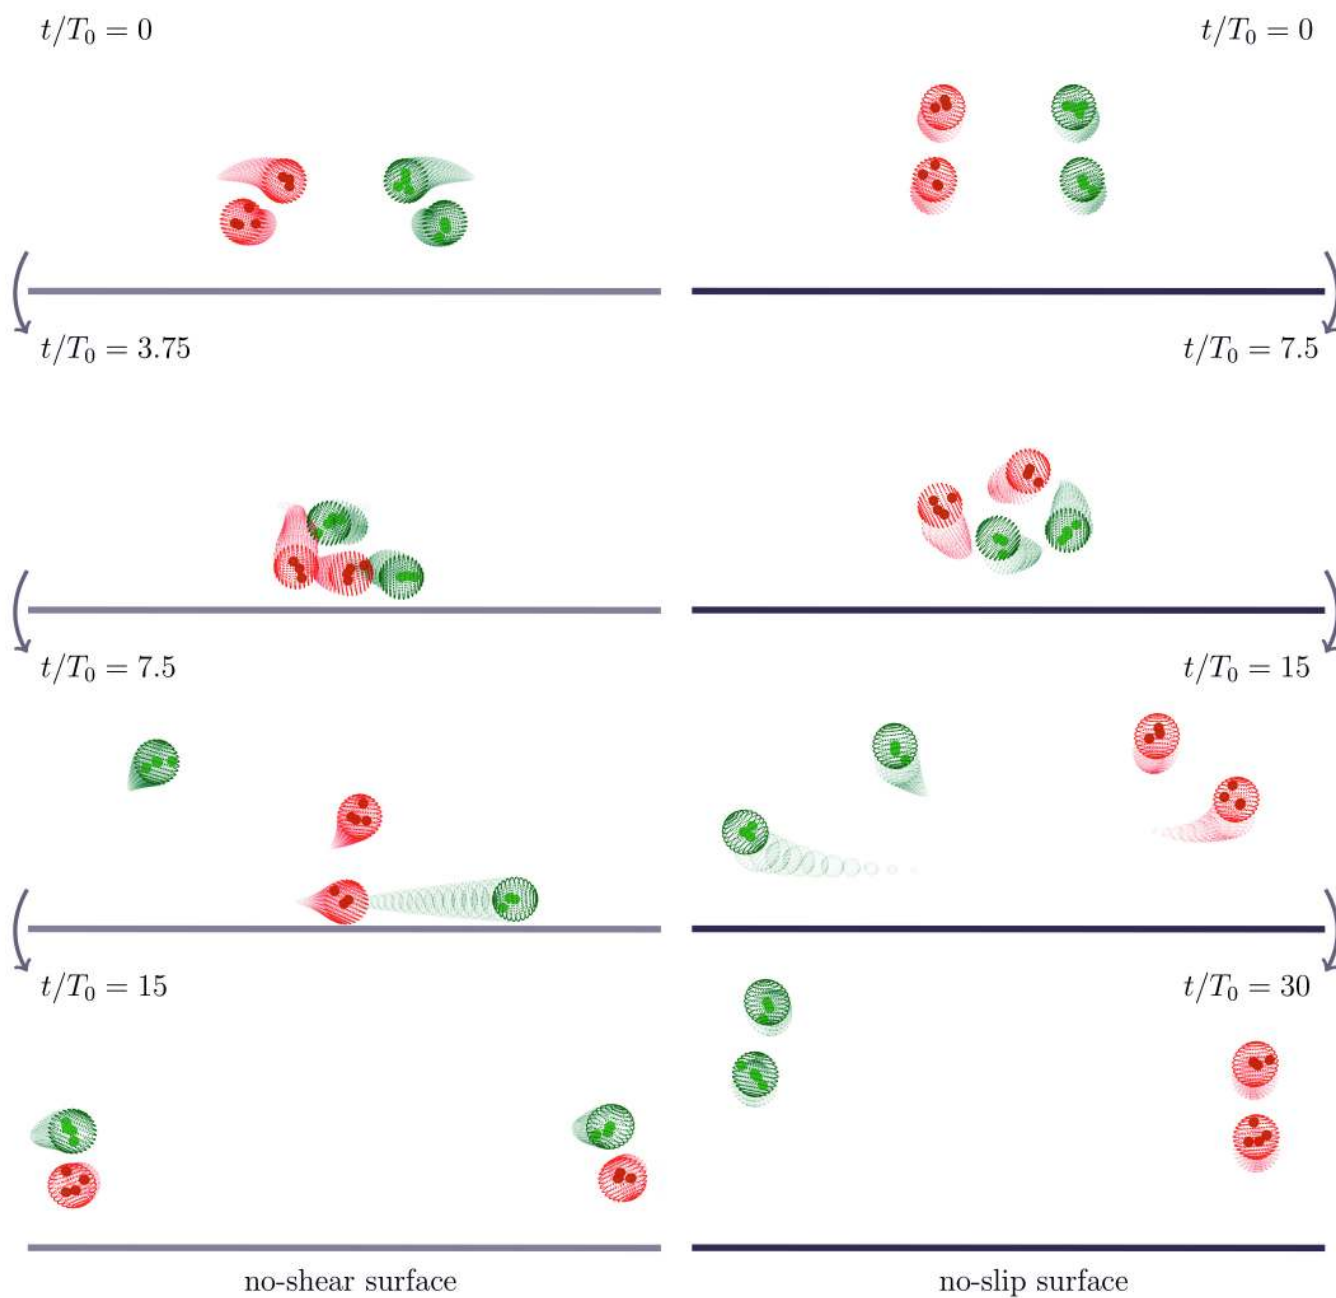 t/T₀ = 0
t/T₀ = 0
t/T₀ = 3.75
t/T₀ = 7.5
t/T₀ = 7.5
t/T₀ = 15
t/T₀ = 15
t/T₀ = 30
no-shear surface
no-slip surface